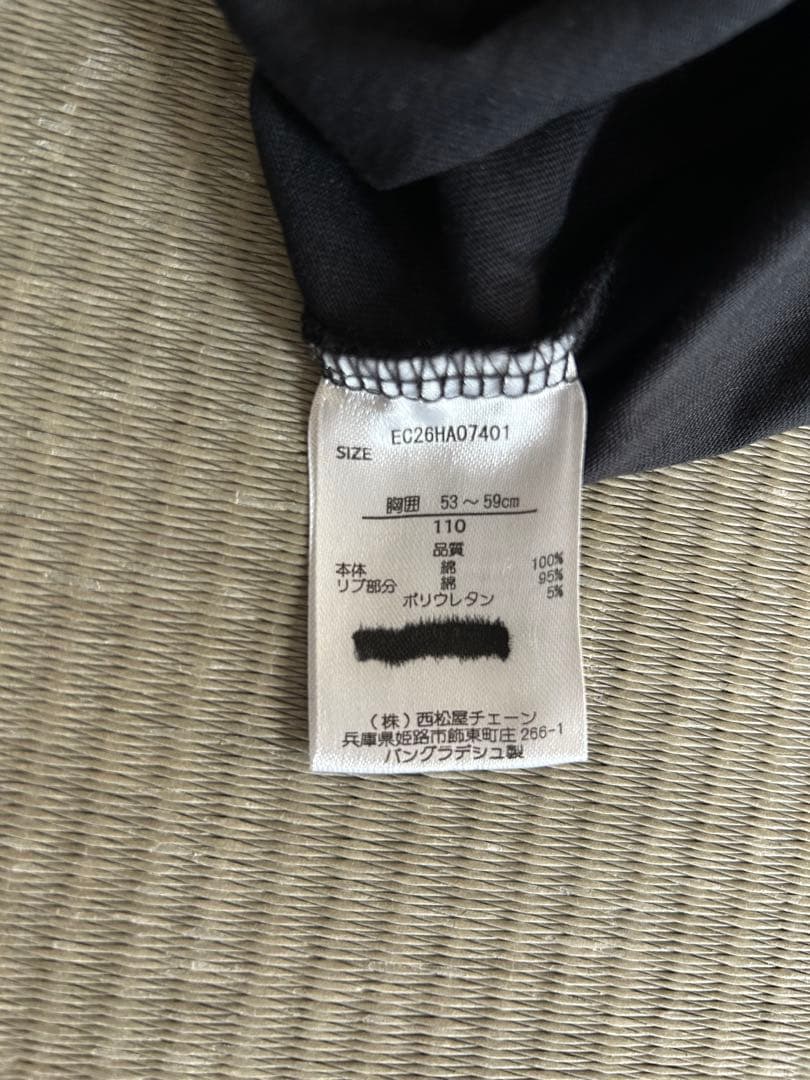 EC26HA07401
SIZE
胸囲 53～59cm
110
品質
本体 綿 100%
リブ部分 綿 95%
ポリウレタン 5%
（株）西松屋チェーン
兵庫県姫路市飾東町庄 266-1
バングラデシュ製